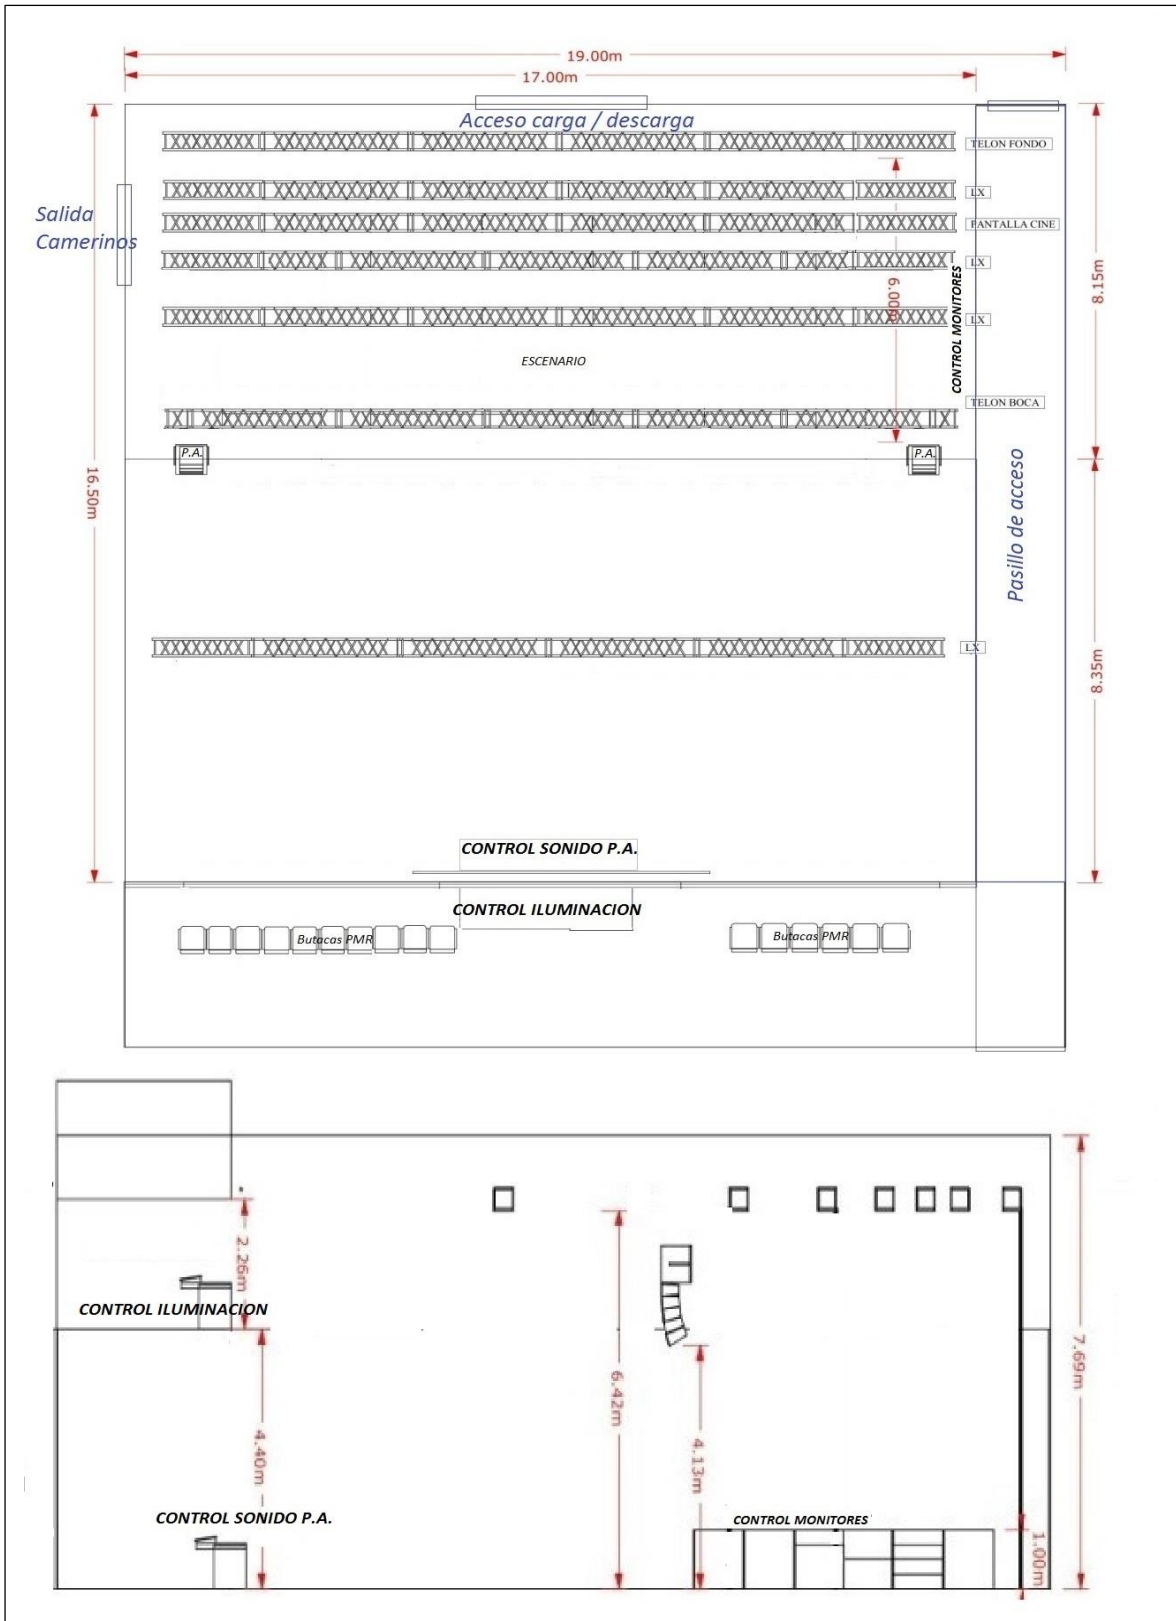 19.00m
17.00m
Acceso carga / descarga
TELON FONDO
LX
Salida
Camerinos
PANTALLA CINE
LX
CONTROL MONITORES
6.00m
8.15m
LX
ESCENARIO
TELON BOCA
P.A.
P.A.
16.50m
Pasillo de acceso
8.35m
LX
CONTROL SONIDO P.A.
CONTROL ILUMINACION
Butacas PMR
Butacas PMR
2.26m
CONTROL ILUMINACION
7.69m
6.42m
4.40m
4.13m
CONTROL SONIDO P.A.
CONTROL MONITORES
1.00m